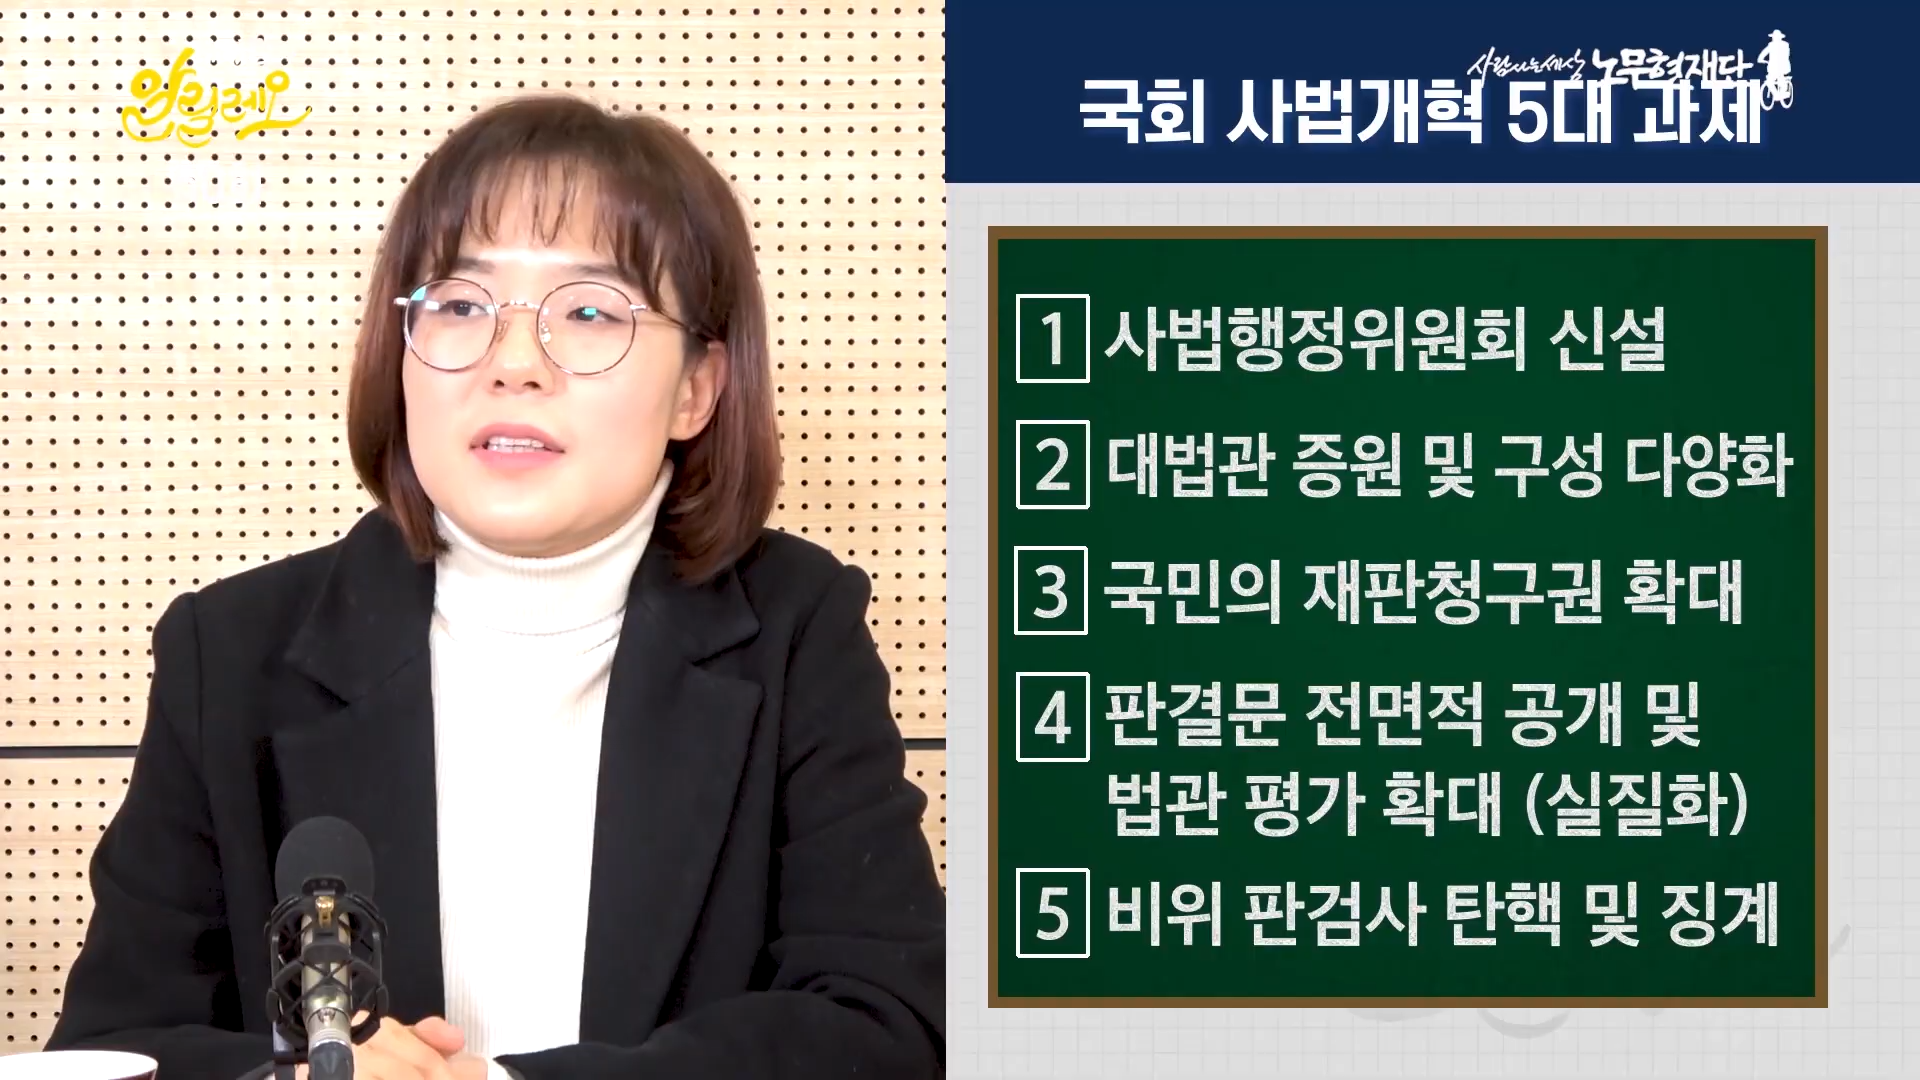 알릴레오
사람사는세상 노무현재단
국회 사법개혁 5대 과제
1 사법행정위원회 신설
2 대법관 증원 및 구성 다양화
3 국민의 재판청구권 확대
4 판결문 전면적 공개 및
법관 평가 확대 (실질화)
5 비위 판검사 탄핵 및 징계